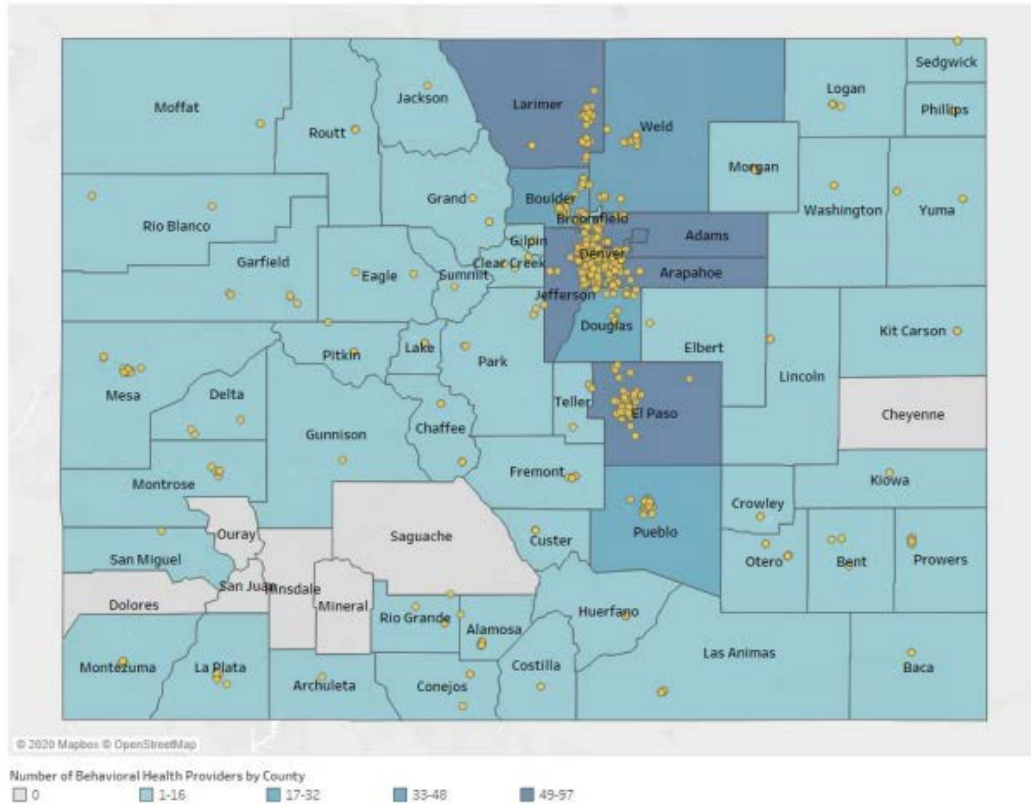 Sedgwick
Logan
Jackson
Larimer
Moffat
Phillips
Weld
Routt
Morgan
Boulder
Grand
Washington
Yuma
Broomfield
Rio Blanco
Adams
Gilpin
Denver
Garfield
Clear Creek
Eagle
Summit
Arapahoe
Jefferson
Douglas
Kit Carson
Elbert
Lake
Pitkin
Park
Lincoln
Mesa
Delta
Teller
El Paso
Cheyenne
Chaffee
Gunnison
Fremont
Kiowa
Montrose
Crowley
Ouray
Saguache
Pueblo
Custer
San Miguel
Otero
Bent
Prowers
San Juan
Hinsdale
Dolores
Mineral
Rio Grande
Huerfano
Alamosa
Las Animas
Montezuma
La Plata
Costilla
Baca
Archuleta
Conejos
© 2020 Mapbox © OpenStreetMap
Number of Behavioral Health Providers by County
0 1-16 17-32 33-48 49-97